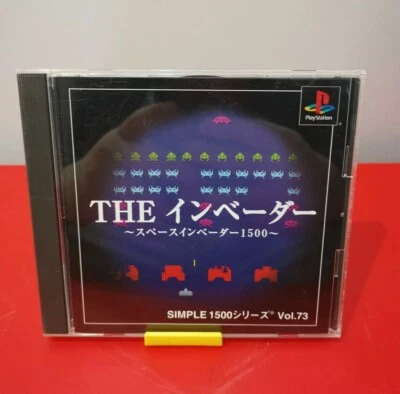 PlayStation
THE インベーダー
～スペースインベーダー1500～
SIMPLE 1500シリーズ® Vol.73